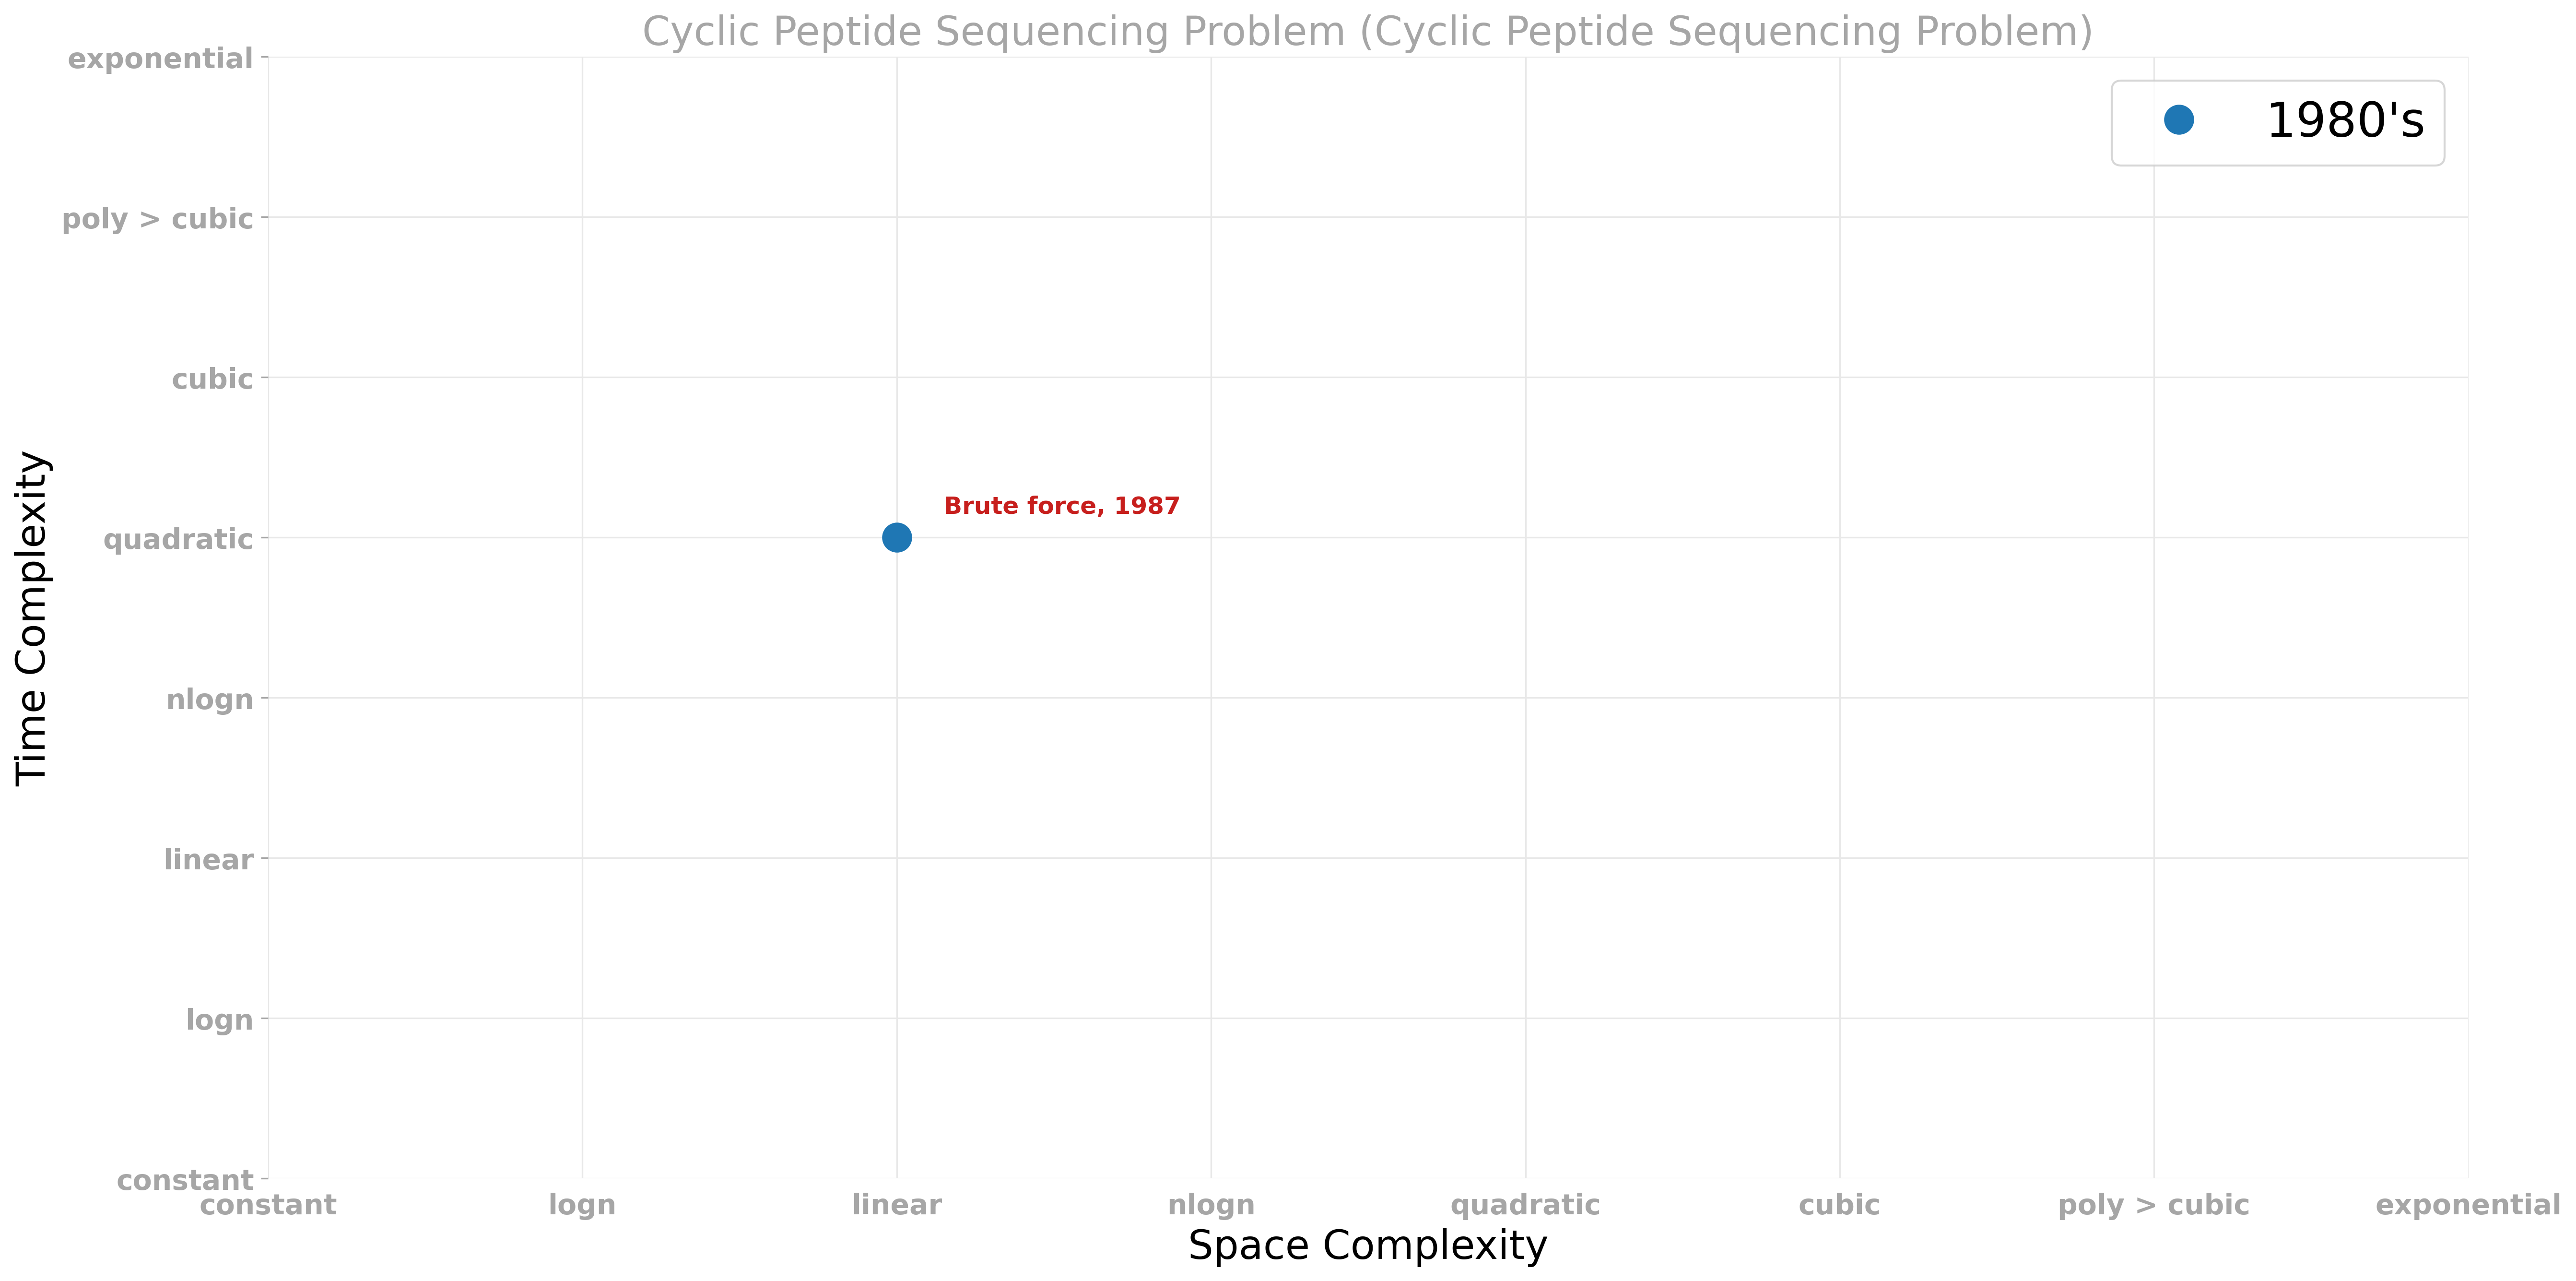 Cyclic Peptide Sequencing Problem (Cyclic Peptide Sequencing Problem)
exponential
1980's
poly > cubic
cubic
Brute force, 1987
quadratic
Time Complexity
nlogn
linear
logn
constant
constant logn linear nlogn quadratic cubic poly > cubic exponential
Space Complexity